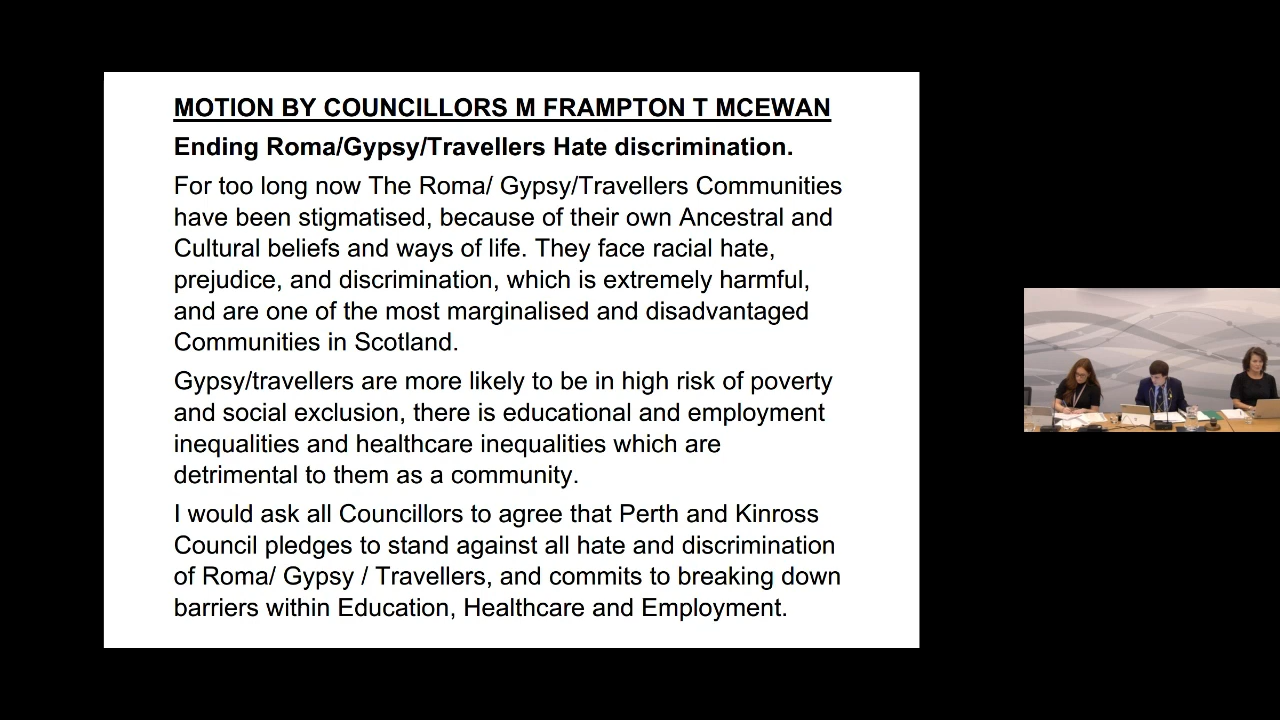 MOTION BY COUNCILLORS M FRAMPTON T MCEWAN
Ending Roma/Gypsy/Travellers Hate discrimination.
For too long now The Roma/ Gypsy/Travellers Communities
have been stigmatised, because of their own Ancestral and
Cultural beliefs and ways of life. They face racial hate,
prejudice, and discrimination, which is extremely harmful,
and are one of the most marginalised and disadvantaged
Communities in Scotland.
Gypsy/travellers are more likely to be in high risk of poverty
and social exclusion, there is educational and employment
inequalities and healthcare inequalities which are
detrimental to them as a community.
I would ask all Councillors to agree that Perth and Kinross
Council pledges to stand against all hate and discrimination
of Roma/ Gypsy / Travellers, and commits to breaking down
barriers within Education, Healthcare and Employment.